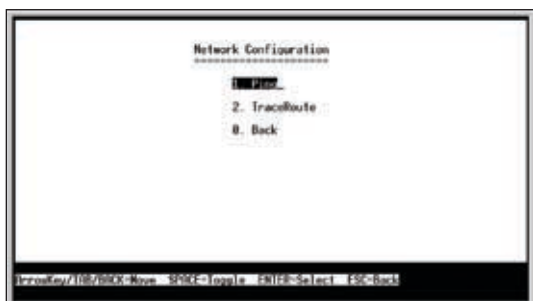 Network Configuration
1. Ping
2. TraceRoute
0. Back
ArrowKey/TAB/BACK=Move SPACE=Toggle ENTER=Select ESC=Back